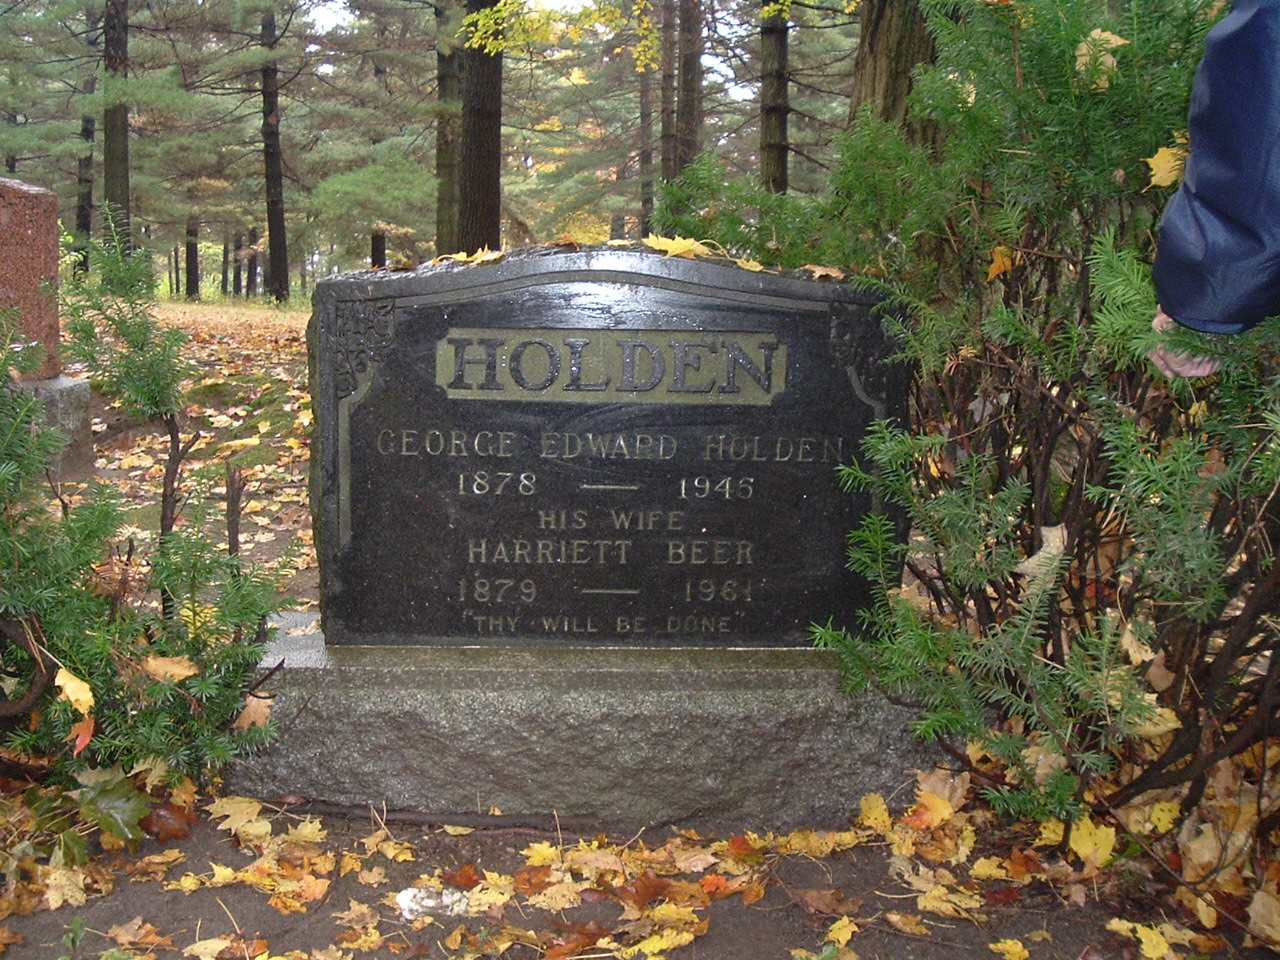 HOLDEN
GEORGE EDWARD HOLDEN
1878 — 1946
HIS WIFE
HARRIETT BEER
1879 — 1961
"THY WILL BE DONE"